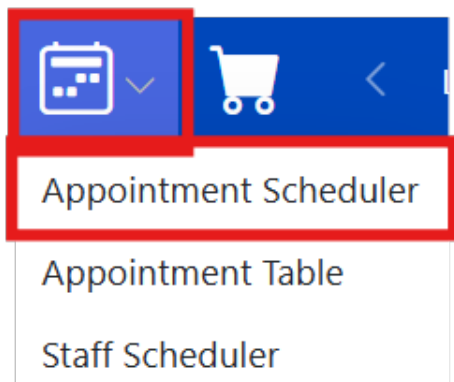 Appointment Scheduler
Appointment Table
Staff Scheduler